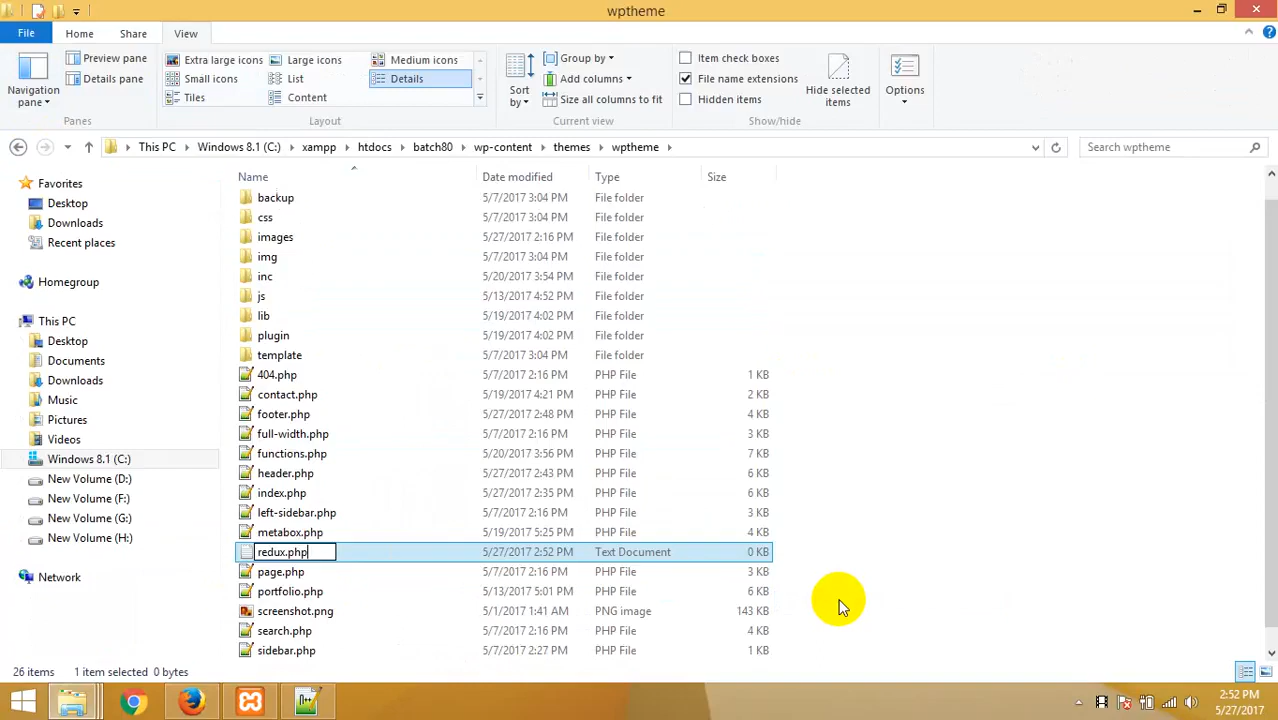 wptheme
File Home Share View
Navigation pane
Preview pane
Details pane
Panes
Extra large icons Large icons Medium icons
Small icons List Details
Tiles Content
Layout
Sort by
Group by
Add columns
Size all columns to fit
Current view
Item check boxes
File name extensions
Hidden items
Hide selected items
Show/hide
Options
This PC Windows 8.1 (C:) xampp htdocs batch80 wp-content themes wptheme
Search wptheme
Favorites
Desktop
Downloads
Recent places
Homegroup
This PC
Desktop
Documents
Downloads
Music
Pictures
Videos
Windows 8.1 (C:)
New Volume (D:)
New Volume (F:)
New Volume (G:)
New Volume (H:)
Network
Name Date modified Type Size
backup 5/7/2017 3:04 PM File folder
css 5/7/2017 3:04 PM File folder
images 5/27/2017 2:16 PM File folder
img 5/7/2017 3:04 PM File folder
inc 5/20/2017 3:54 PM File folder
js 5/13/2017 4:52 PM File folder
lib 5/19/2017 4:02 PM File folder
plugin 5/19/2017 4:02 PM File folder
template 5/7/2017 3:04 PM File folder
404.php 5/7/2017 2:16 PM PHP File 1 KB
contact.php 5/19/2017 4:21 PM PHP File 2 KB
footer.php 5/27/2017 2:48 PM PHP File 4 KB
full-width.php 5/7/2017 2:16 PM PHP File 3 KB
functions.php 5/20/2017 3:56 PM PHP File 7 KB
header.php 5/27/2017 2:43 PM PHP File 6 KB
index.php 5/27/2017 2:35 PM PHP File 6 KB
left-sidebar.php 5/7/2017 2:16 PM PHP File 3 KB
metabox.php 5/19/2017 5:25 PM PHP File 4 KB
redux.php 5/27/2017 2:52 PM Text Document 0 KB
page.php 5/7/2017 2:16 PM PHP File 3 KB
portfolio.php 5/13/2017 5:01 PM PHP File 6 KB
screenshot.png 5/1/2017 1:41 AM PNG image 143 KB
search.php 5/7/2017 2:16 PM PHP File 4 KB
sidebar.php 5/7/2017 2:27 PM PHP File 1 KB
26 items 1 item selected 0 bytes
2:52 PM
5/27/2017